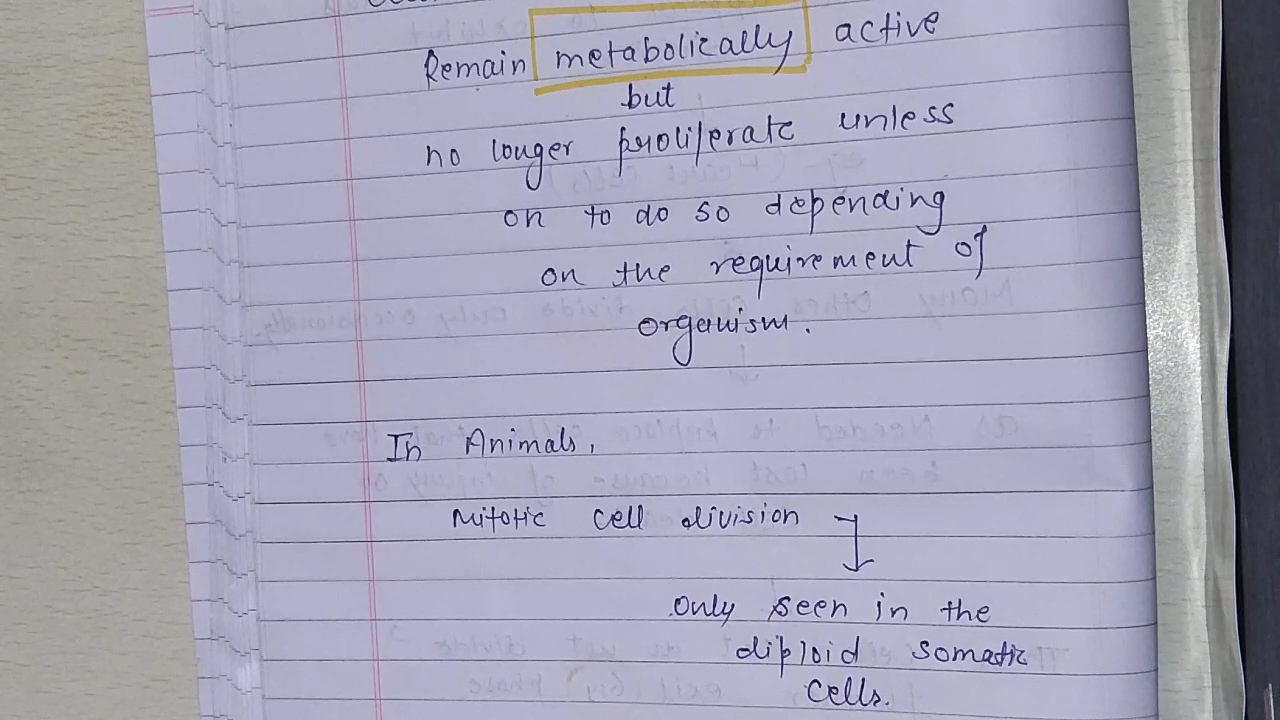 Remain metabolically active
but
no longer proliferate unless
on to do so depending
on the requirement of
organism.
In Animals,
Mitotic cell division
Only seen in the
diploid somatic
cells.